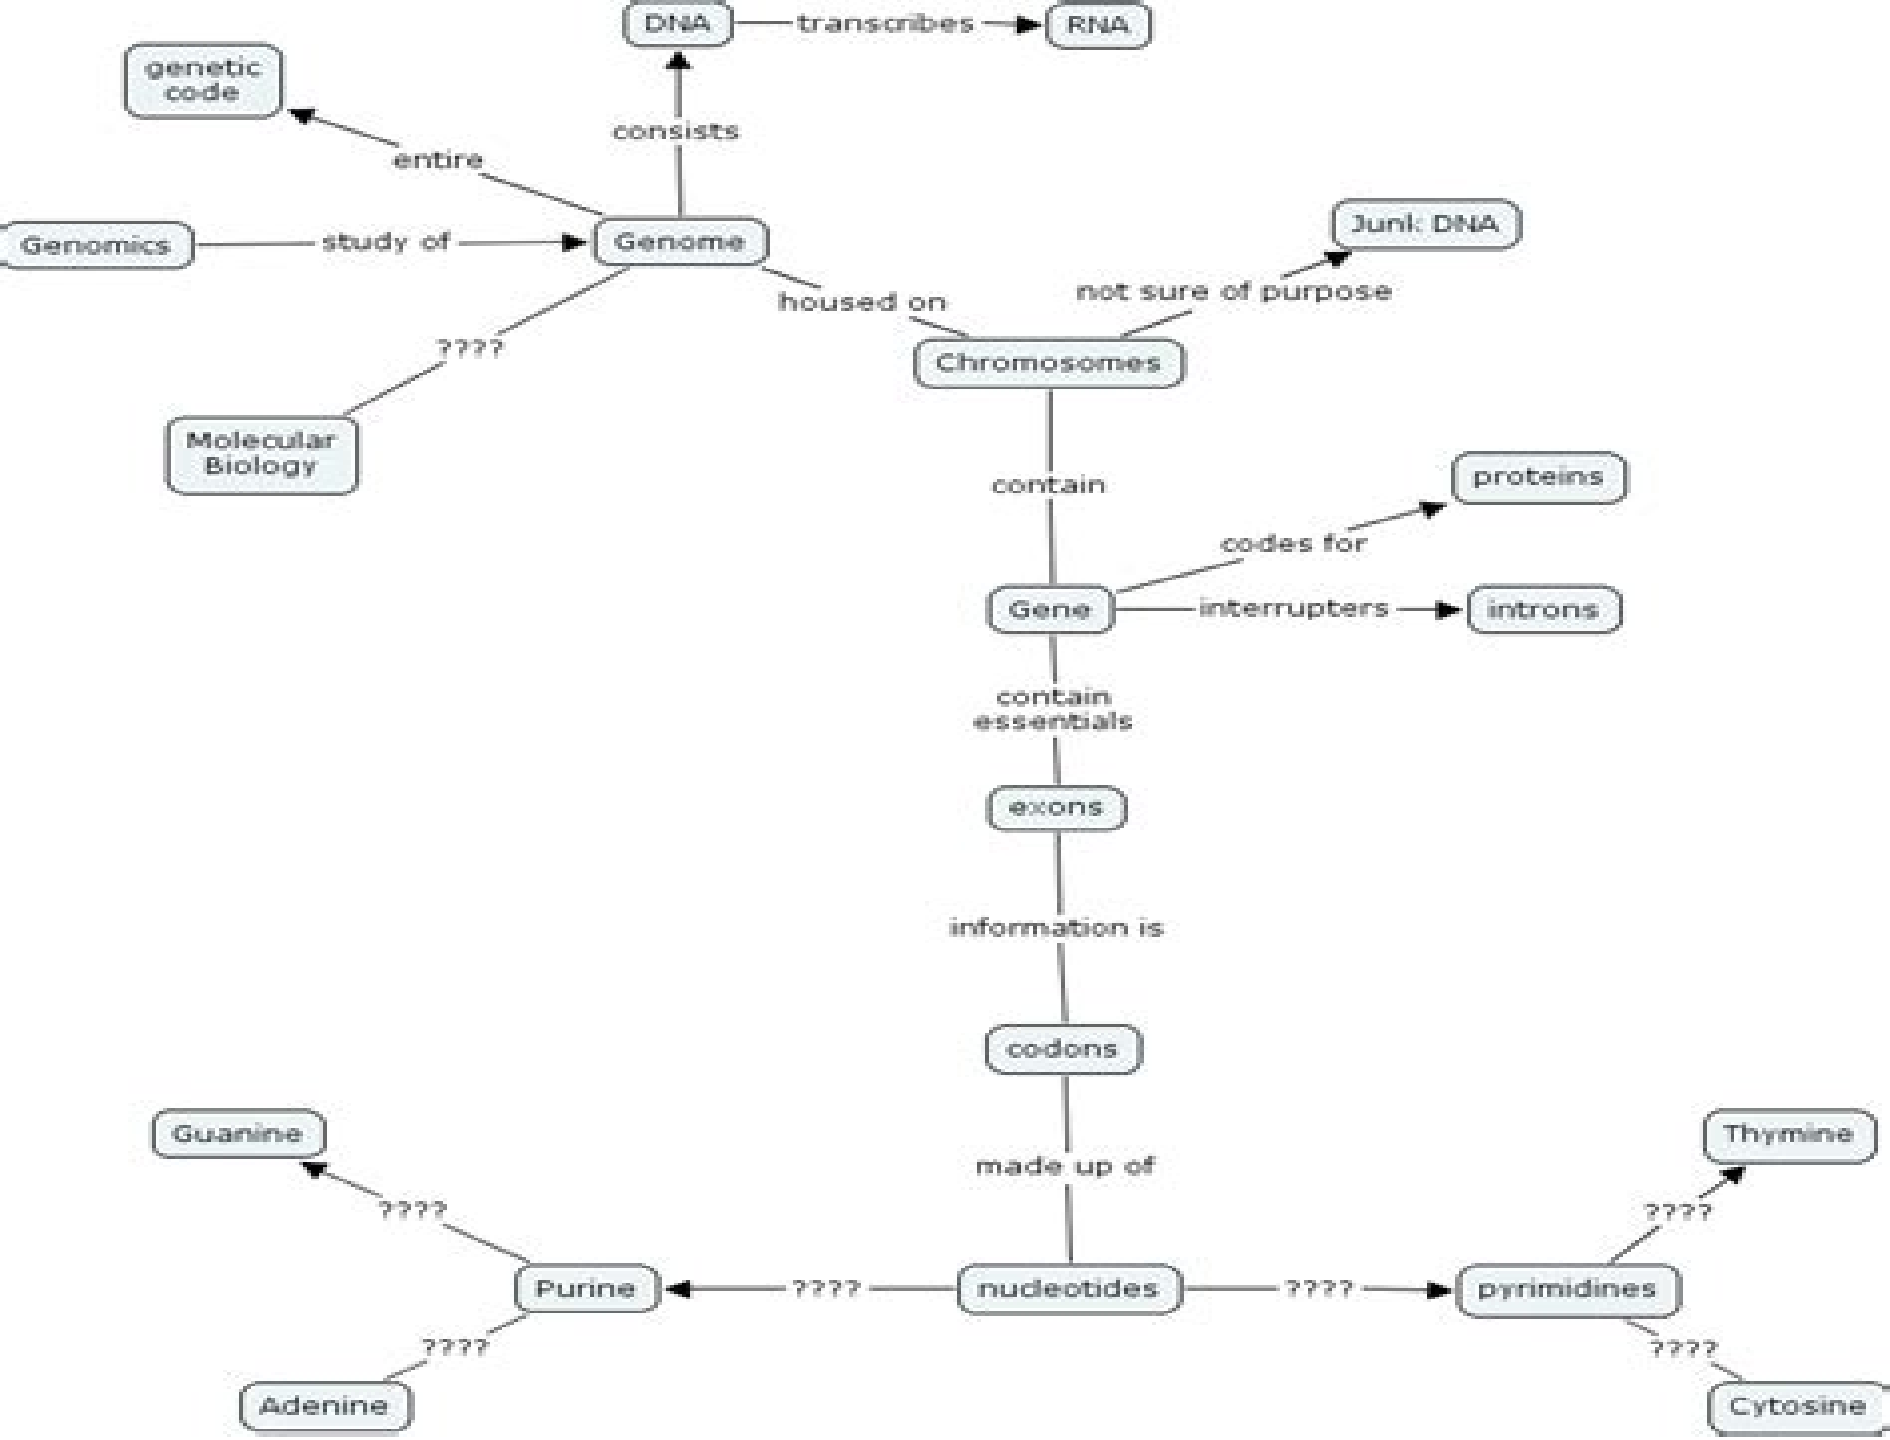 DNA
transcribes
RNA
genetic
code
consists
entire
Genomics
study of
Genome
Junk DNA
housed on
not sure of purpose
????
Chromosomes
Molecular
Biology
contain
proteins
codes for
Gene
interrupters
introns
contain
essentials
exons
information is
codons
Guanine
Thymine
made up of
????
????
Purine
????
nucleotides
????
pyrimidines
????
????
Adenine
Cytosine